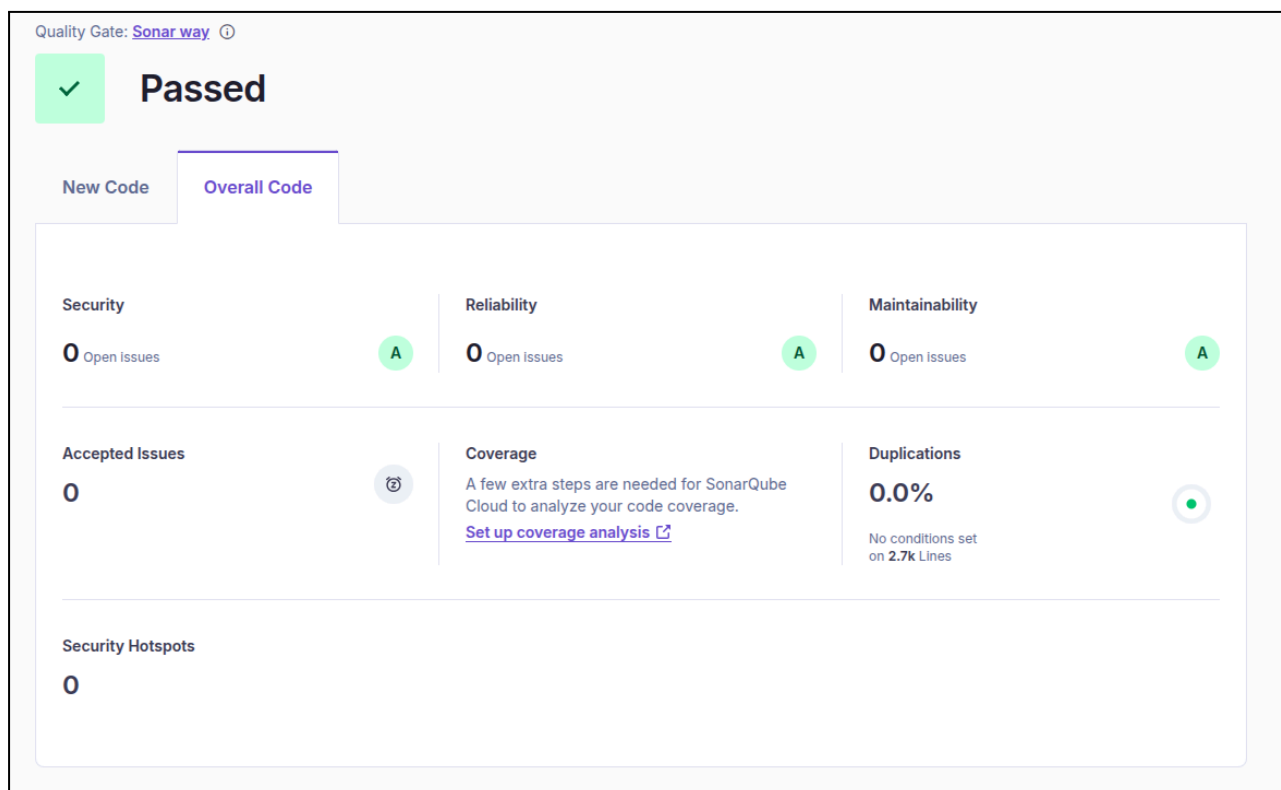 Quality Gate: Sonar way
Passed
New Code
Overall Code
Security
0 Open issues
A
Reliability
0 Open issues
A
Maintainability
0 Open issues
A
Accepted Issues
0
Coverage
A few extra steps are needed for SonarQube
Cloud to analyze your code coverage.
Set up coverage analysis
Duplications
0.0%
No conditions set
on 2.7k Lines
Security Hotspots
0